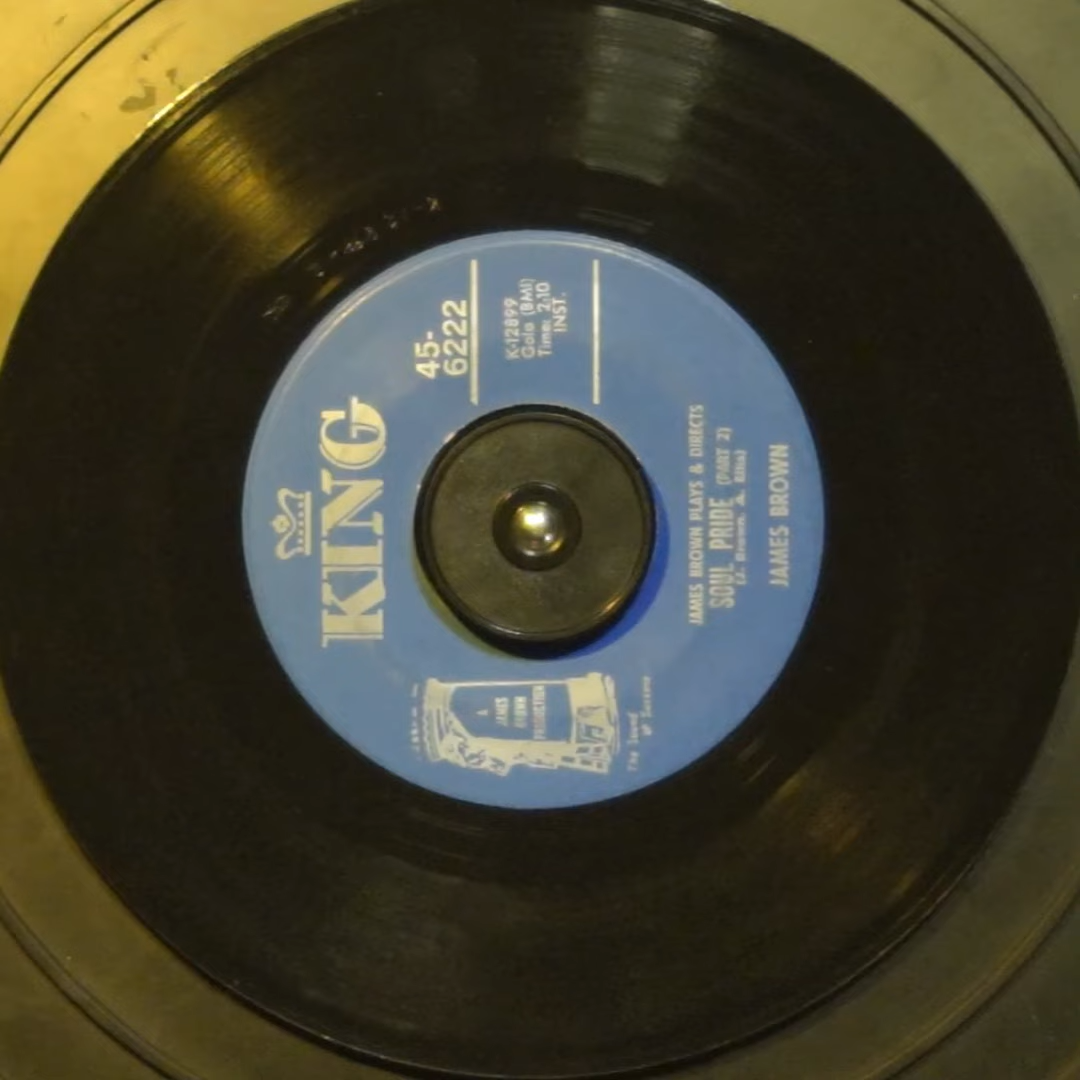 KING
45-
6222
K-12899
Golo (BMI)
Time: 2:10
INST.
A
JAMES
BROWN
PRODUCTION
The Sound
of Success
JAMES BROWN PLAYS & DIRECTS
SOUL PRIDE (PART 2)
(J. Brown, A. Ellis)
JAMES BROWN